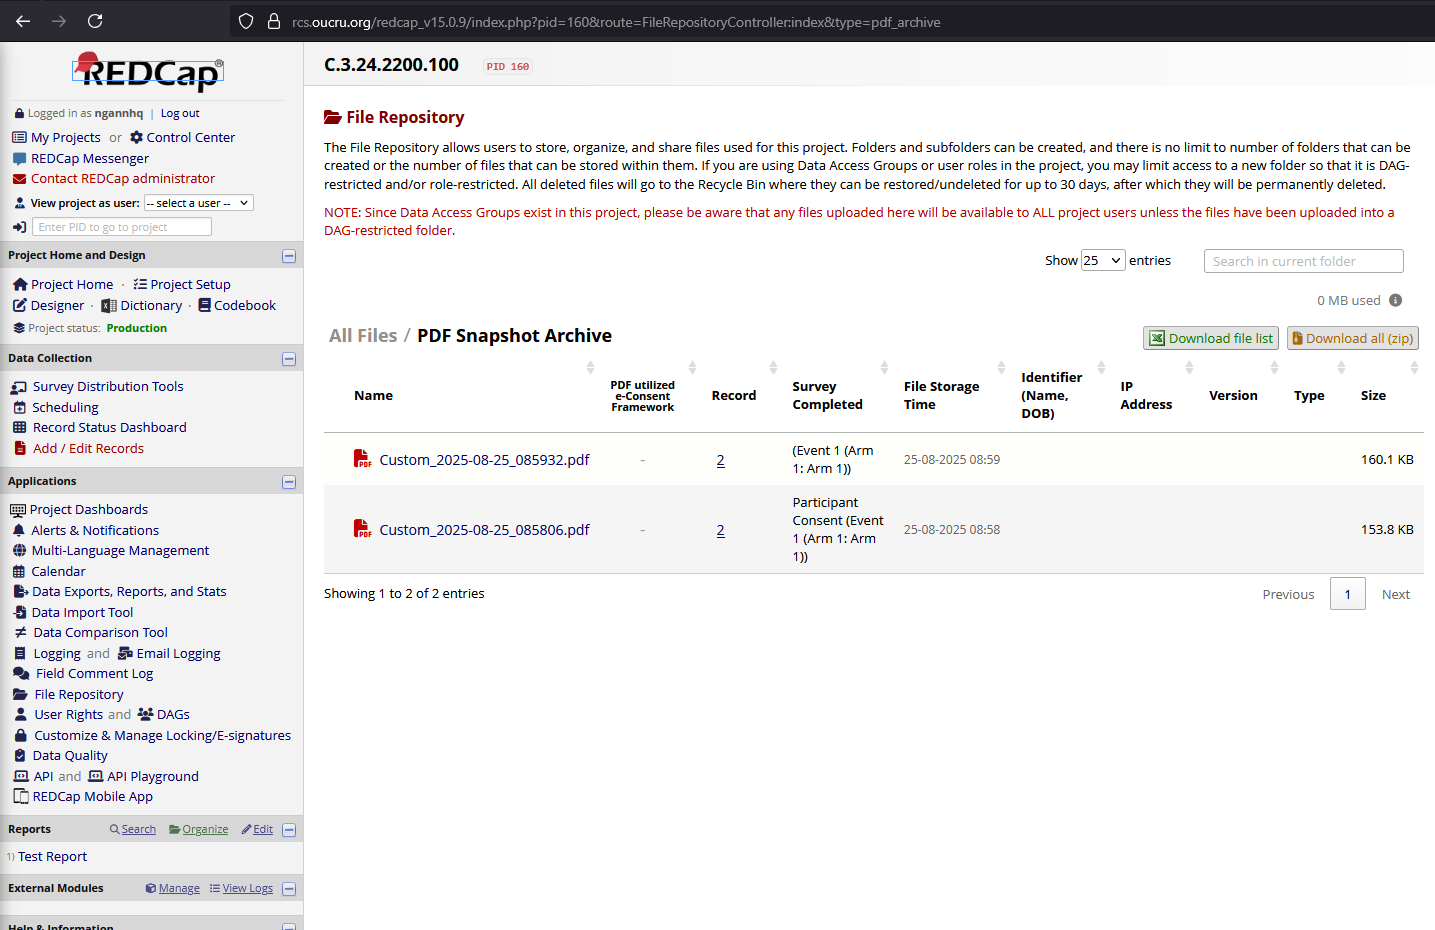 rcs.oucru.org/redcap_v15.0.9/index.php?pid=160&route=FileRepositoryController:index&type=pdf_archive
REDCap®
Logged in as ngannhq | Log out
My Projects or Control Center
REDCap Messenger
Contact REDCap administrator
View project as user: -- select a user --
Enter PID to go to project
Project Home and Design
Project Home · Project Setup
Designer · Dictionary · Codebook
Project status: Production
Data Collection
Survey Distribution Tools
Scheduling
Record Status Dashboard
Add / Edit Records
Applications
Project Dashboards
Alerts & Notifications
Multi-Language Management
Calendar
Data Exports, Reports, and Stats
Data Import Tool
Data Comparison Tool
Logging and Email Logging
Field Comment Log
File Repository
User Rights and DAGs
Customize & Manage Locking/E-signatures
Data Quality
API and API Playground
REDCap Mobile App
Reports Search Organize Edit
1) Test Report
External Modules Manage View Logs
Help & Information
C.3.24.2200.100 PID 160
File Repository
The File Repository allows users to store, organize, and share files used for this project. Folders and subfolders can be created, and there is no limit to number of folders that can be
created or the number of files that can be stored within them. If you are using Data Access Groups or user roles in the project, you may limit access to a new folder so that it is DAG-
restricted and/or role-restricted. All deleted files will go to the Recycle Bin where they can be restored/undeleted for up to 30 days, after which they will be permanently deleted.
NOTE: Since Data Access Groups exist in this project, please be aware that any files uploaded here will be available to ALL project users unless the files have been uploaded into a
DAG-restricted folder.
Show 25 entries Search in current folder
0 MB used
All Files / PDF Snapshot Archive Download file list Download all (zip)
Name
PDF utilized
e-Consent
Framework
Record
Survey
Completed
File Storage
Time
Identifier
(Name,
DOB)
IP
Address
Version
Type
Size
PDF Custom_2025-08-25_085932.pdf
-
2
(Event 1 (Arm
1: Arm 1))
25-08-2025 08:59
160.1 KB
PDF Custom_2025-08-25_085806.pdf
-
2
Participant
Consent (Event
1 (Arm 1: Arm
1))
25-08-2025 08:58
153.8 KB
Showing 1 to 2 of 2 entries
Previous 1 Next